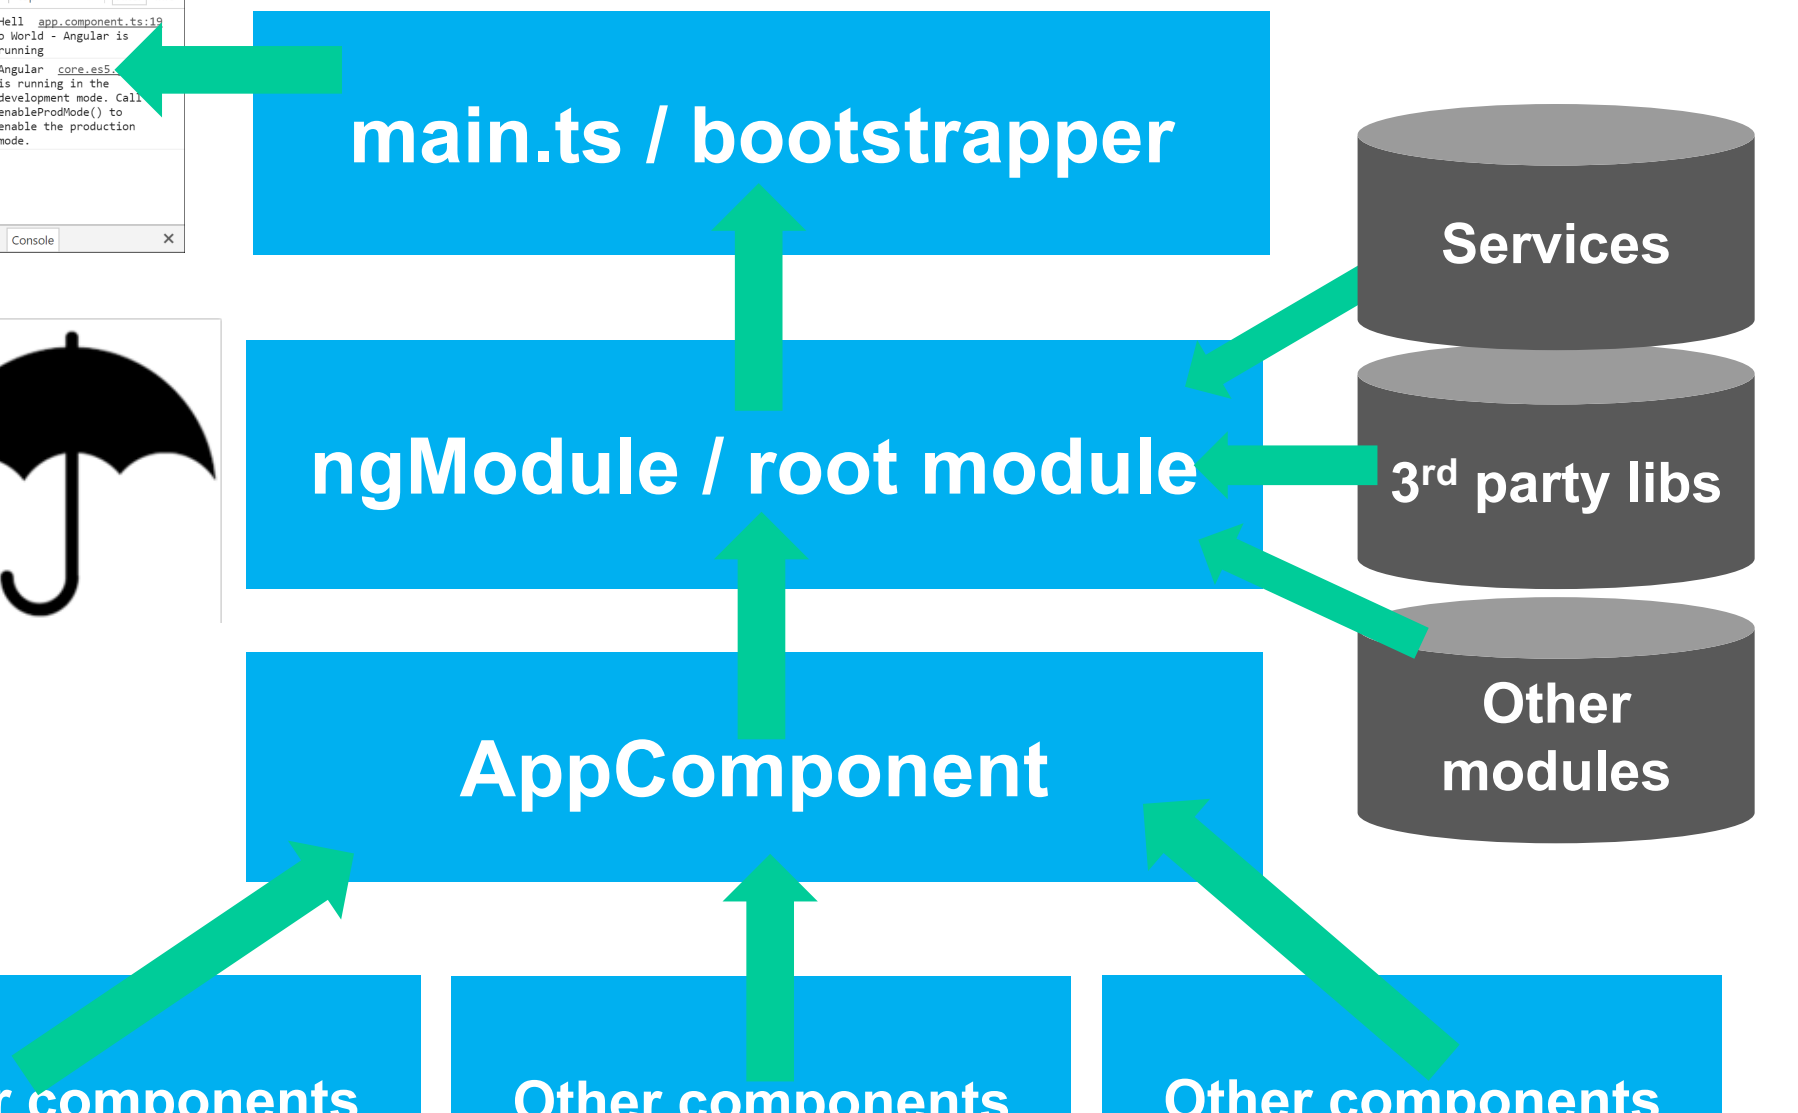 Hell app.component.ts:19
o World - Angular is
running
Angular core.es5.
is running in the
development mode. Call
enableProdMode() to
enable the production
mode.
Console
main.ts / bootstrapper
Services
ngModule / root module
3rd party libs
Other
modules
AppComponent
components
Other components
Other components